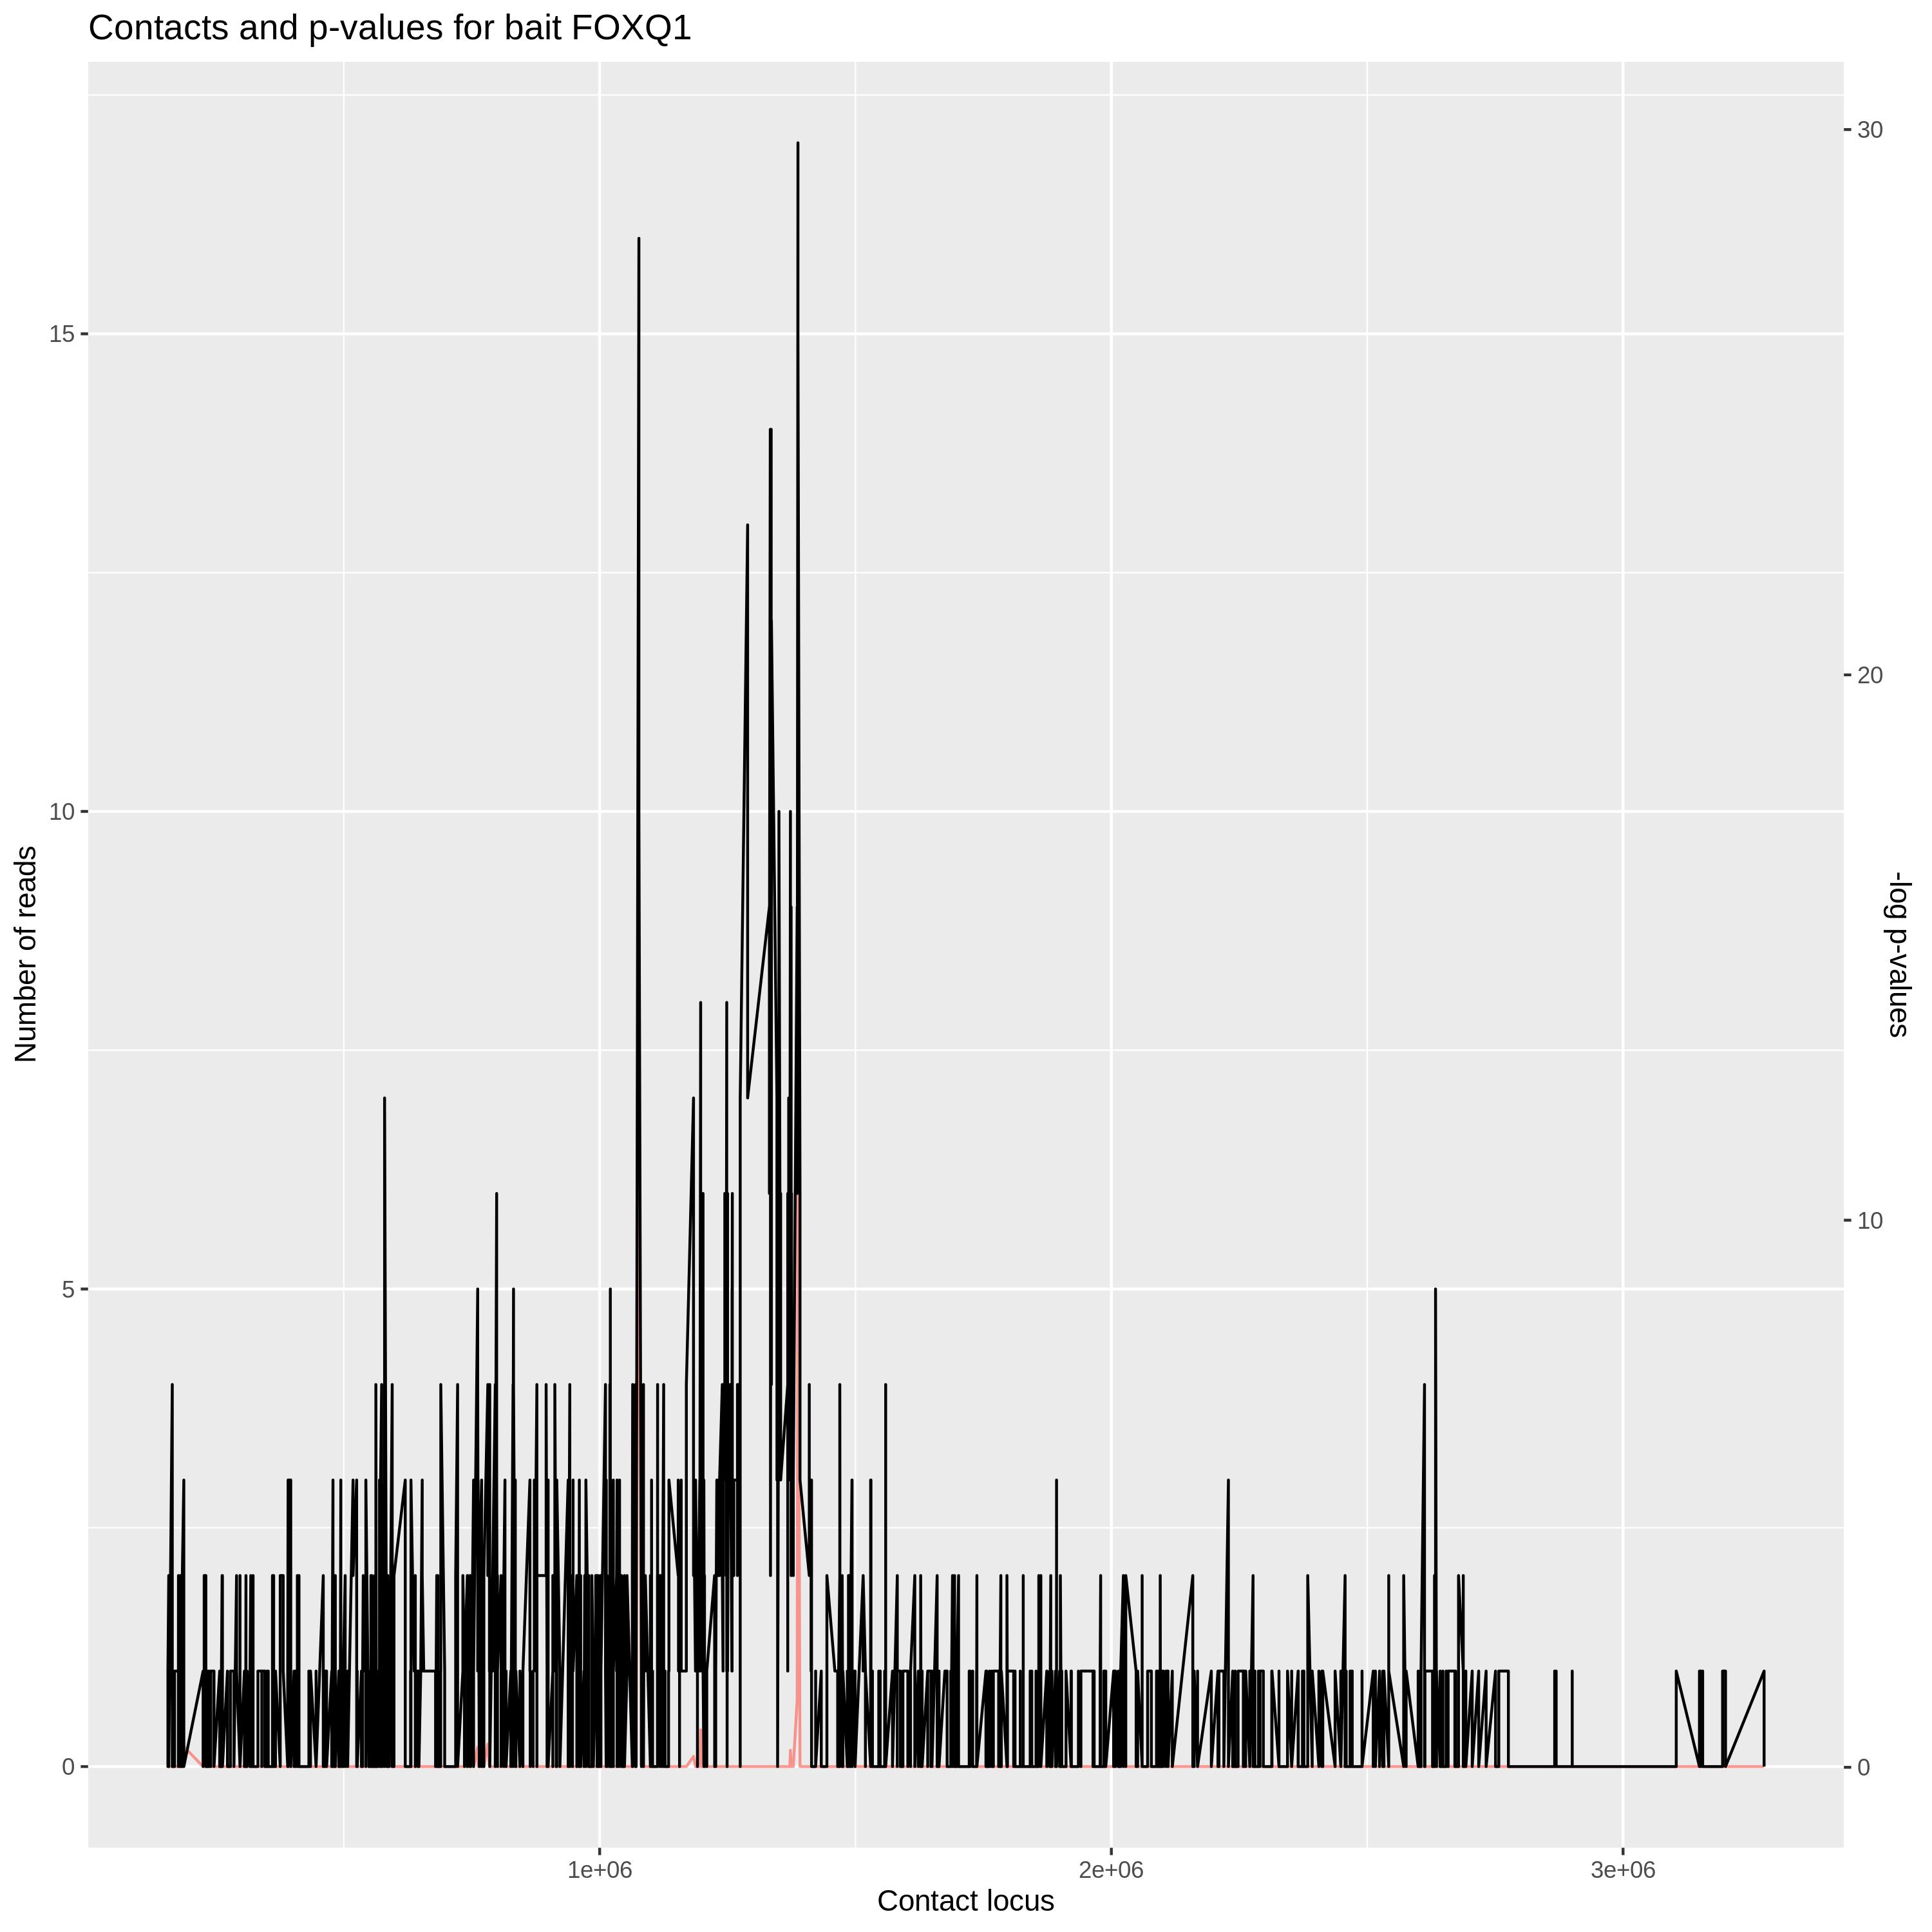 Contacts and p-values for bait FOXQ1
30
15
20
10
Number of reads
-log p-values
10
5
0
0
1e+06
2e+06
3e+06
Contact locus